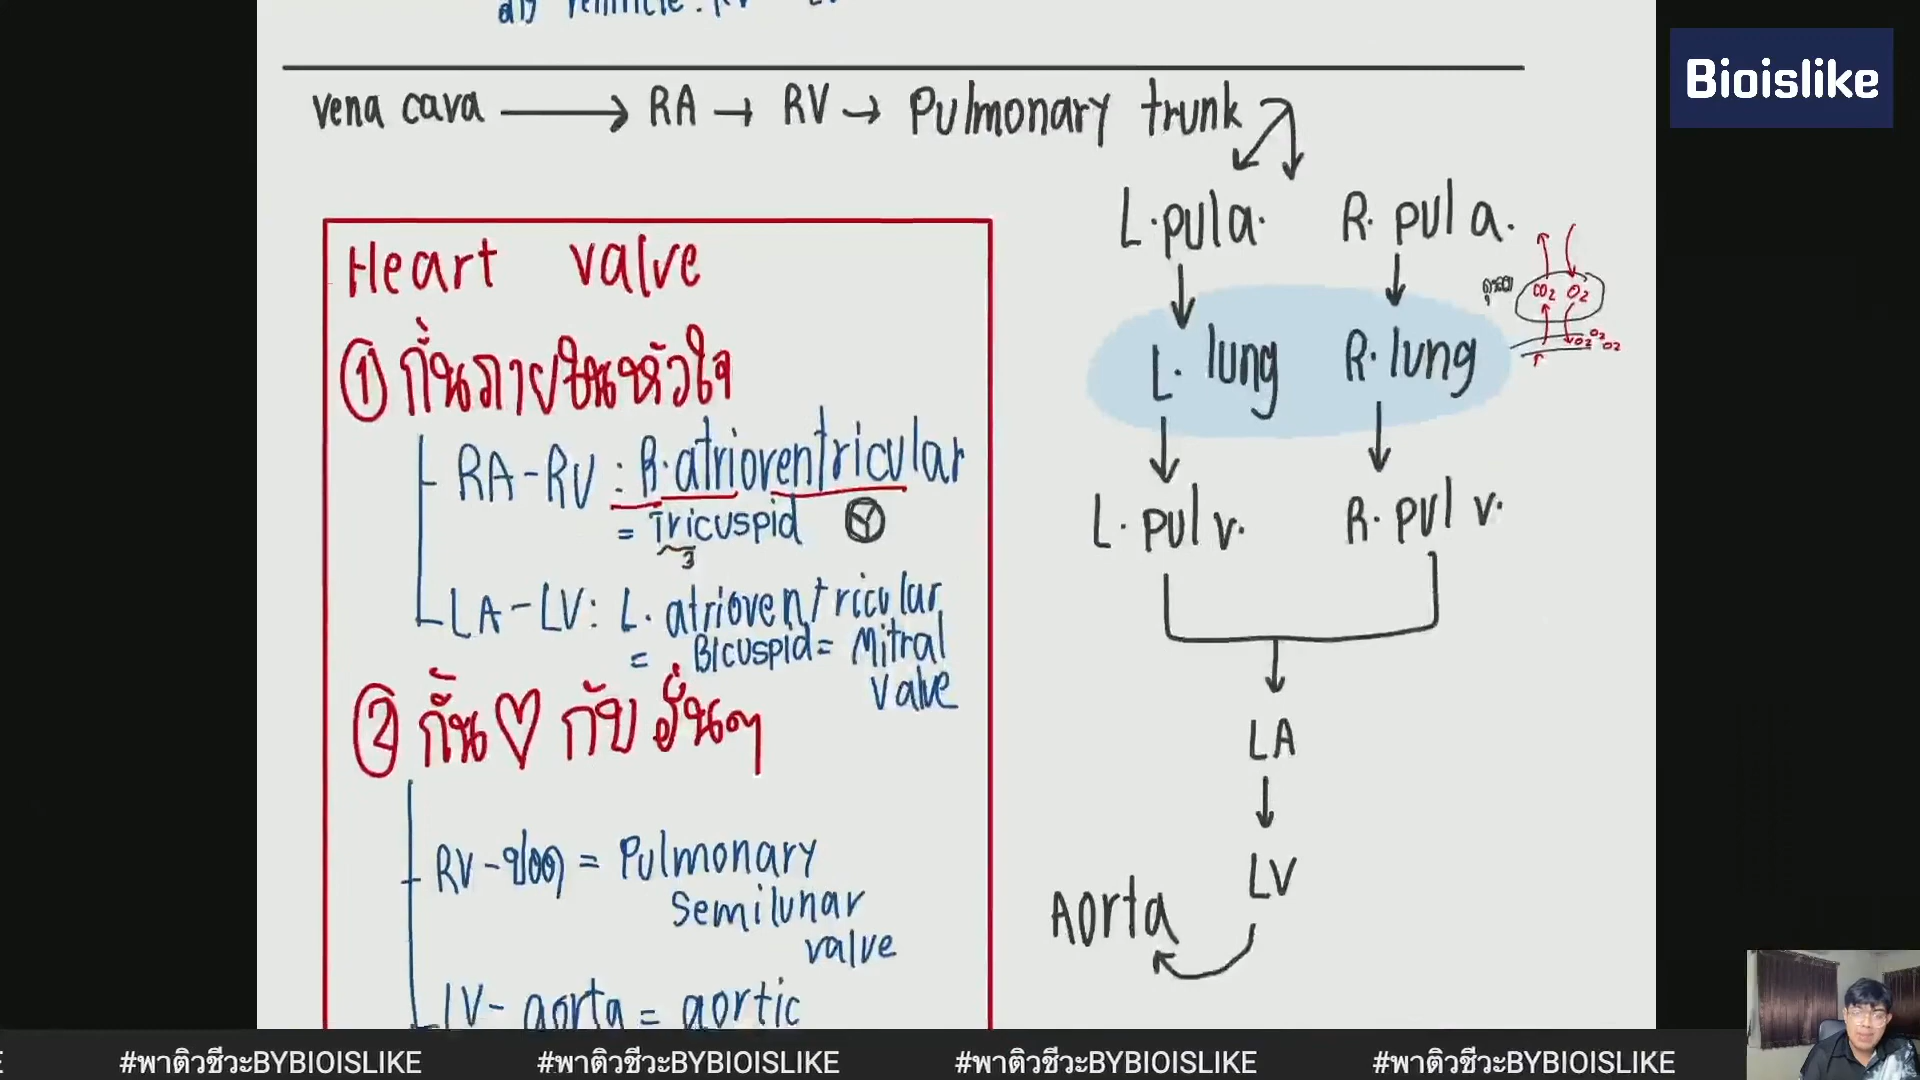 Bioislike
vena cava → RA → RV → Pulmonary trunk
L. pul a. R. pul a.
ถุงลม CO2 O2
O2 O2 O2
L. lung R. lung
L. pul v. R. pul v.
LA
LV
Aorta
Heart valve
① กั้นภายในหัวใจ
RA - RV : R. atrioventricular
= Tricuspid
3
LA - LV : L. atrioventricular
= Bicuspid = Mitral
valve
② กั้น♡ กับ อื่นๆ
RV - ปอด = Pulmonary
Semilunar
valve
LV - aorta = aortic
#พาติวชีวะBYBIOISLIKE #พาติวชีวะBYBIOISLIKE #พาติวชีวะBYBIOISLIKE #พาติวชีวะBYBIOISLIKE